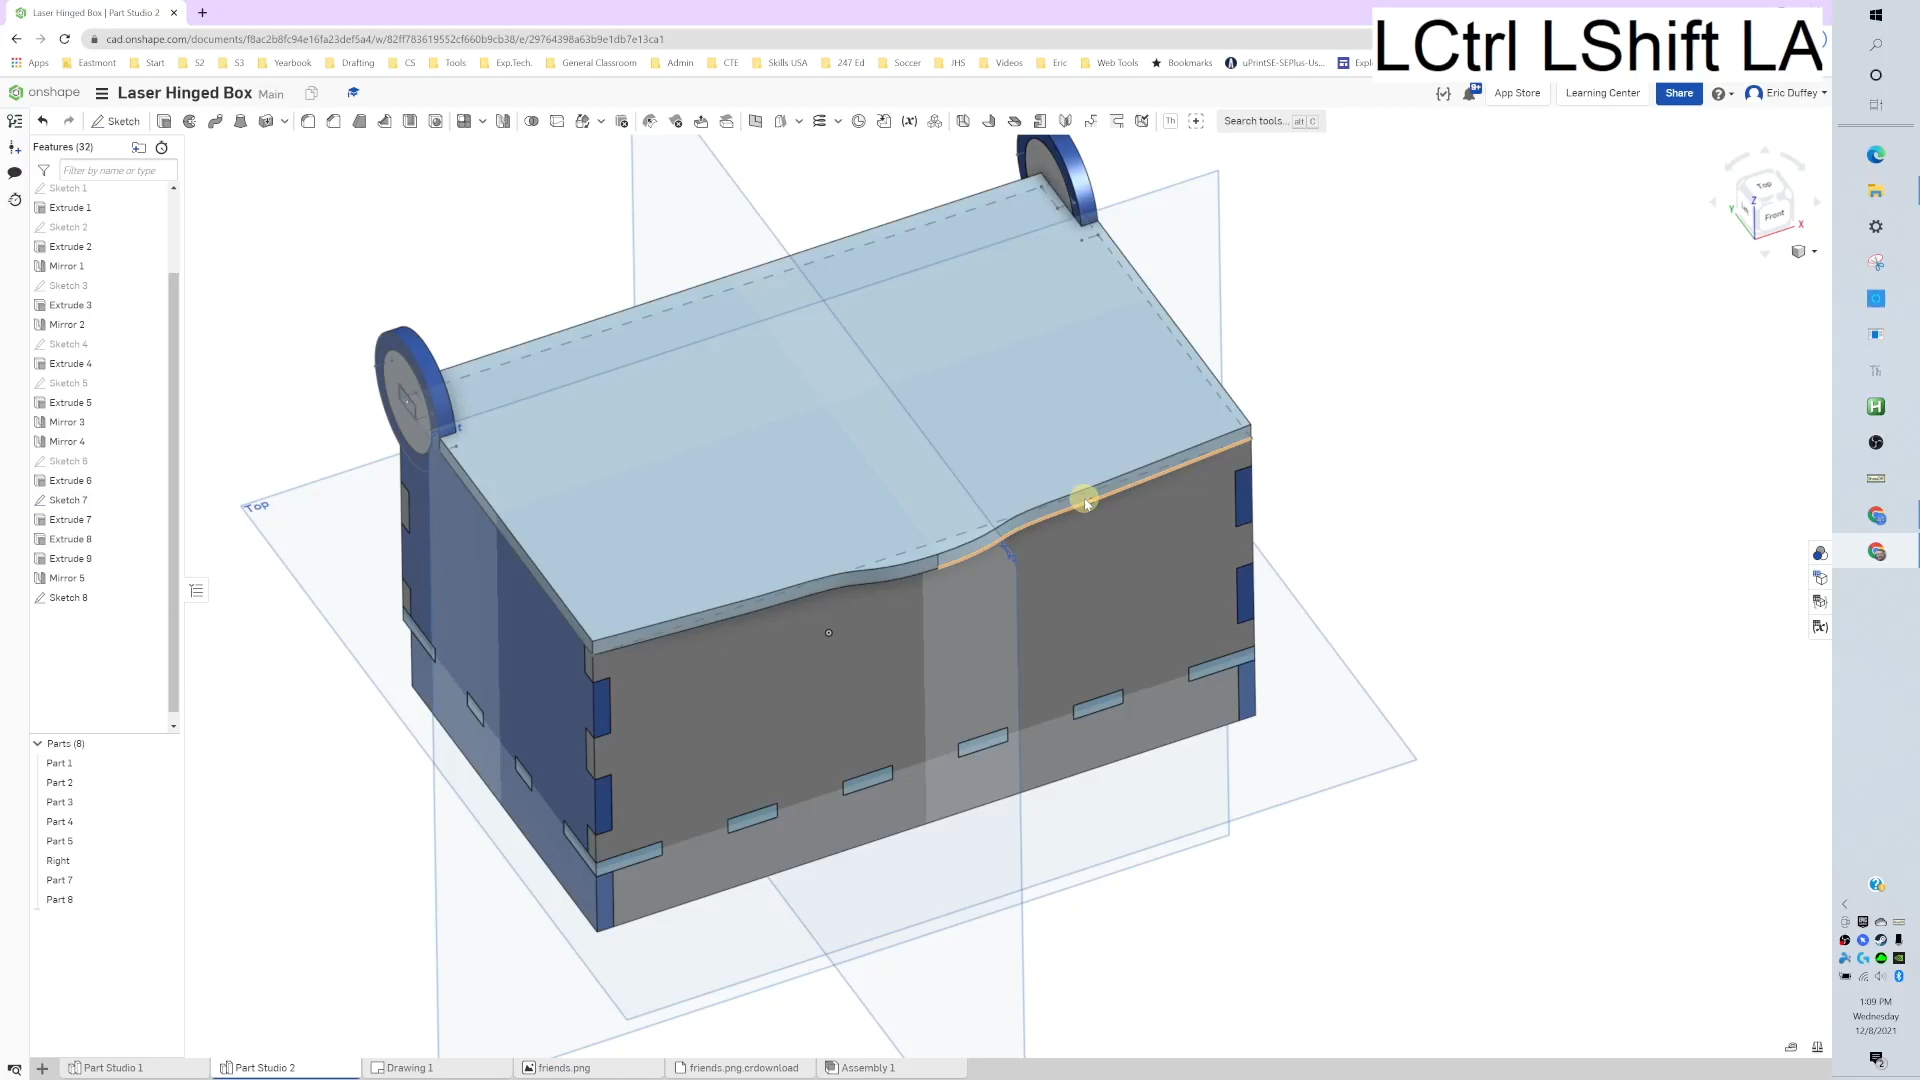 Laser Hinged Box | Part Studio 2
LCtrl LShift LA
cad.onshape.com/documents/f8ac2b8fc94e16fa23def5a4/w/82ff783619552cf660b9cb38/e/29764398a63b9e1db7e13ca1
Apps Eastmont Start S2 S3 Yearbook Drafting CS Tools Exp.Tech. General Classroom Admin CTE Skills USA 247 Ed Soccer JHS Videos Eric Web Tools Bookmarks uPrintSE-SEPlus-Us...
onshape Laser Hinged Box Main 9+ App Store Learning Center Share Eric Duffey
Sketch Search tools... alt C
Features (32)
Filter by name or type
Sketch 1
Extrude 1
Sketch 2
Extrude 2
Mirror 1
Sketch 3
Extrude 3
Mirror 2
Sketch 4
Extrude 4
Sketch 5
Extrude 5
Mirror 3
Mirror 4
Sketch 6
Extrude 6
Sketch 7
Extrude 7
Extrude 8
Extrude 9
Mirror 5
Sketch 8
Parts (8)
Part 1
Part 2
Part 3
Part 4
Part 5
Right
Part 7
Part 8
Top
Top
Front
Z
Y
X
Part Studio 1 Part Studio 2 Drawing 1 friends.png friends.png.crdownload Assembly 1
1:09 PM
Wednesday
12/8/2021